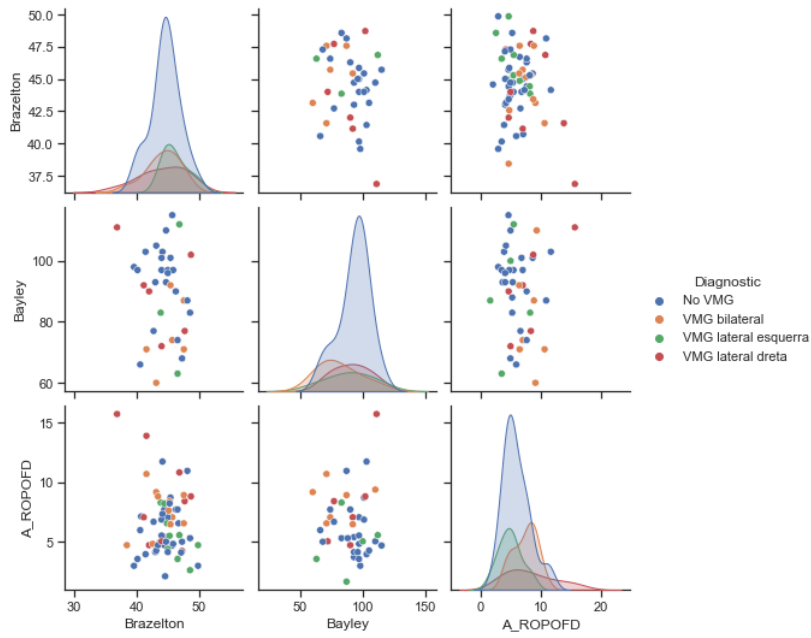 50.0
47.5
45.0
42.5
40.0
37.5
Brazelton
100
80
60
Bayley
Diagnostic
No VMG
VMG bilateral
VMG lateral esquerra
VMG lateral dreta
15
10
5
A_ROPOFD
30 40 50
Brazelton
50 100 150
Bayley
0 10 20
A_ROPOFD